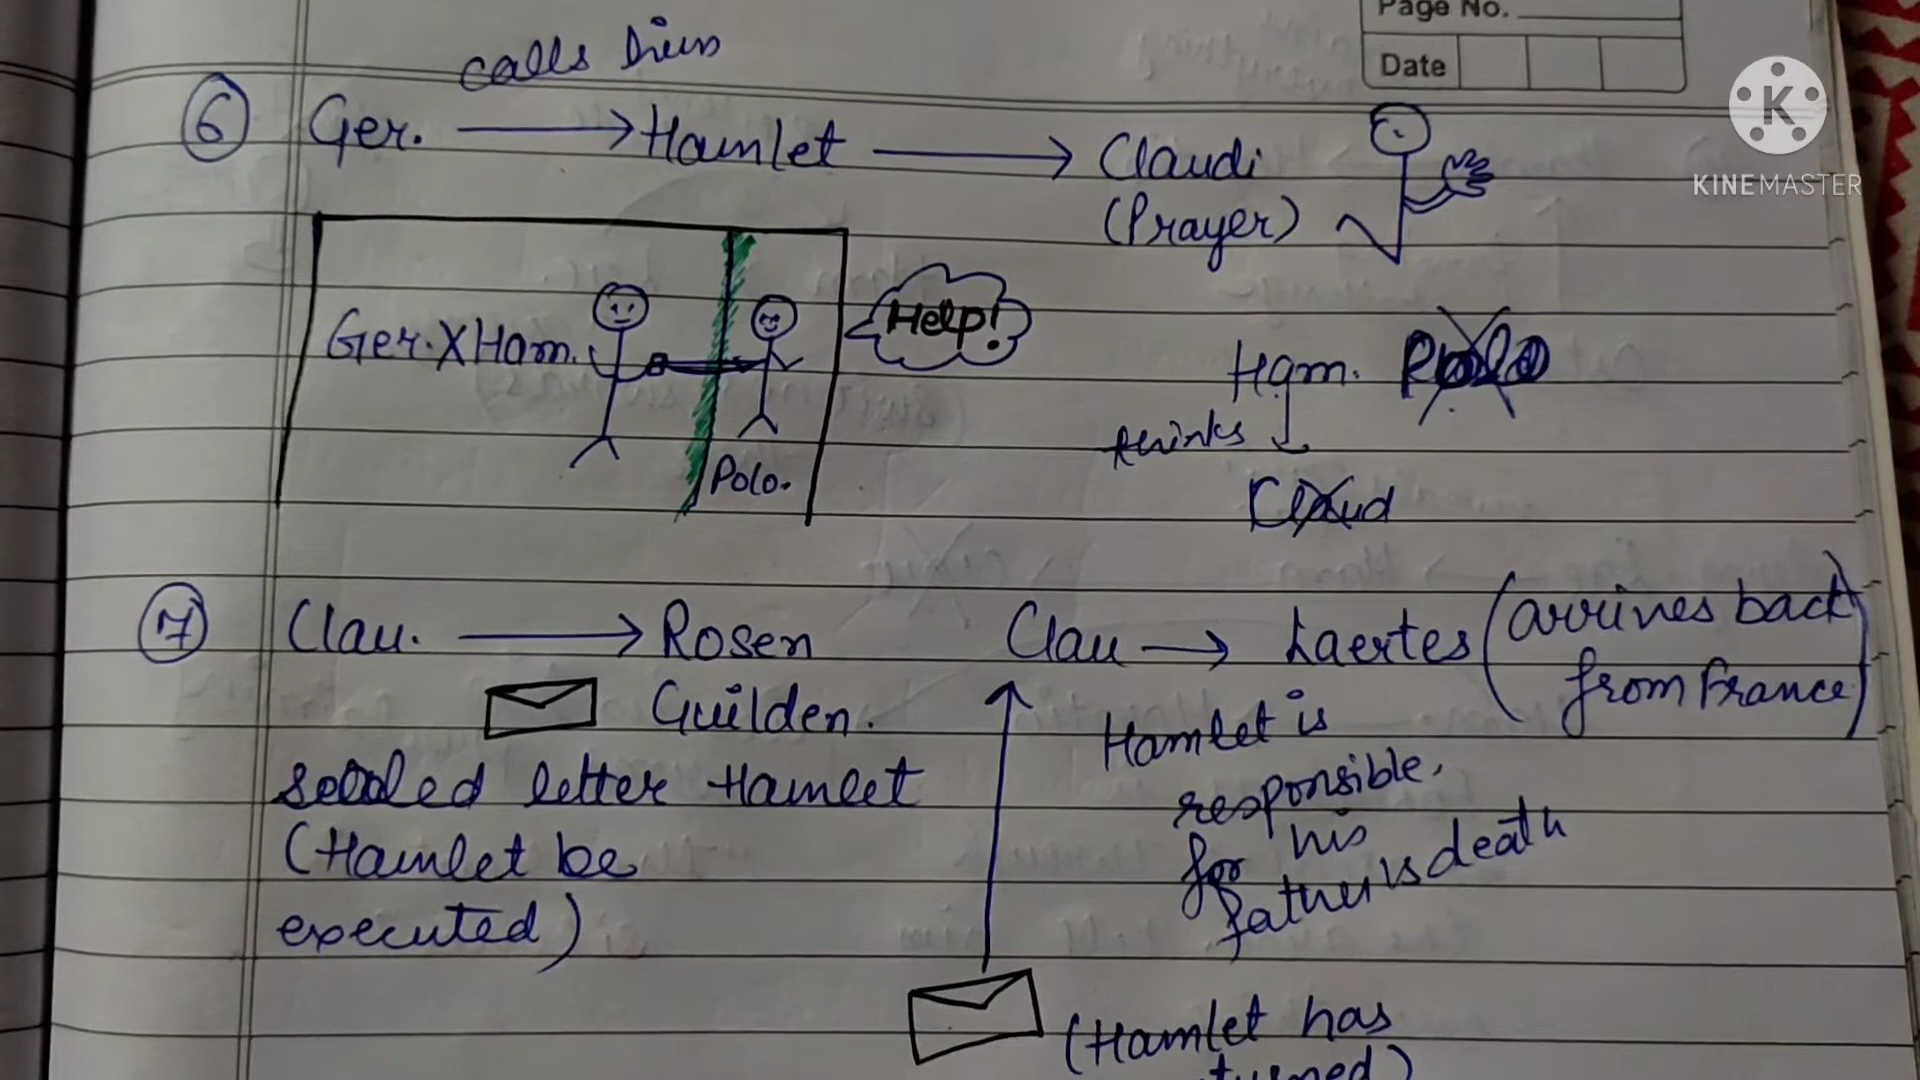 Page No.
Date
K
KINEMASTER
calls him
6 Ger. → Hamlet → Claudi
(Prayer)
Ger. X Ham.
Help!
Polo.
Ham. Polo
thinks ↓
Claud
7 Clau. → Rosen
Guilden.
sealed letter Hamlet
(Hamlet be
executed)
Clau → Laertes (arrives back
from France)
Hamlet is
responsible.
for his
father's death
(Hamlet has